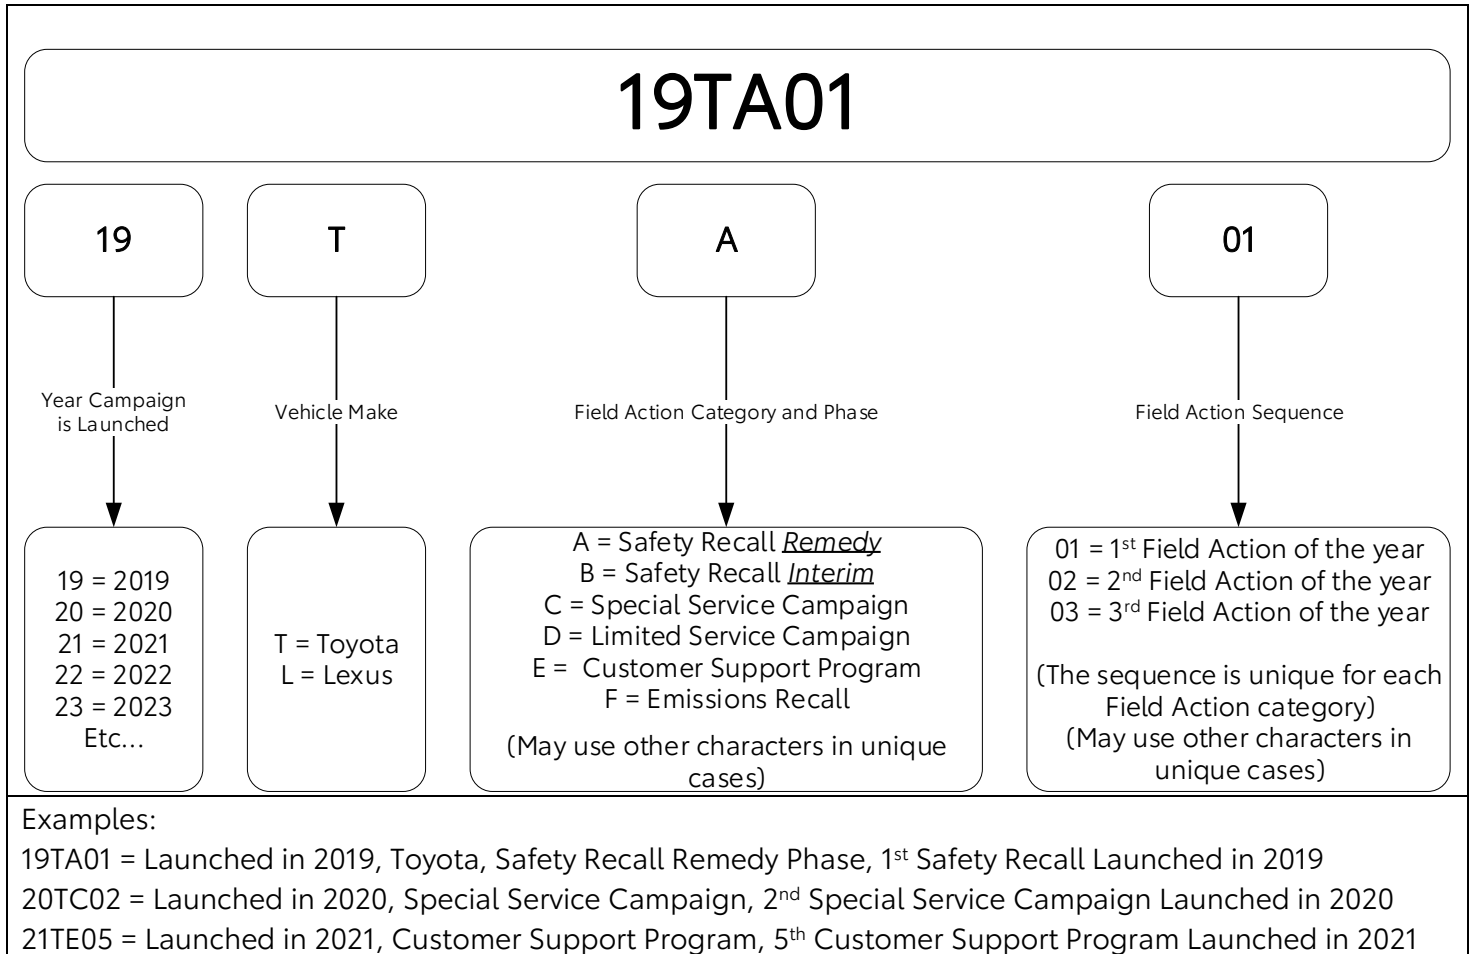 19TA01
19
T
A
01
Year Campaign
is Launched
Vehicle Make
Field Action Category and Phase
Field Action Sequence
19 = 2019
20 = 2020
21 = 2021
22 = 2022
23 = 2023
Etc...
T = Toyota
L = Lexus
A = Safety Recall Remedy
B = Safety Recall Interim
C = Special Service Campaign
D = Limited Service Campaign
E =  Customer Support Program
F = Emissions Recall
(May use other characters in unique
cases)
01 = 1st Field Action of the year
02 = 2nd Field Action of the year
03 = 3rd Field Action of the year
(The sequence is unique for each
Field Action category)
(May use other characters in
unique cases)
Examples:
19TA01 = Launched in 2019, Toyota, Safety Recall Remedy Phase, 1st Safety Recall Launched in 2019
20TC02 = Launched in 2020, Special Service Campaign, 2nd Special Service Campaign Launched in 2020
21TE05 = Launched in 2021, Customer Support Program, 5th Customer Support Program Launched in 2021